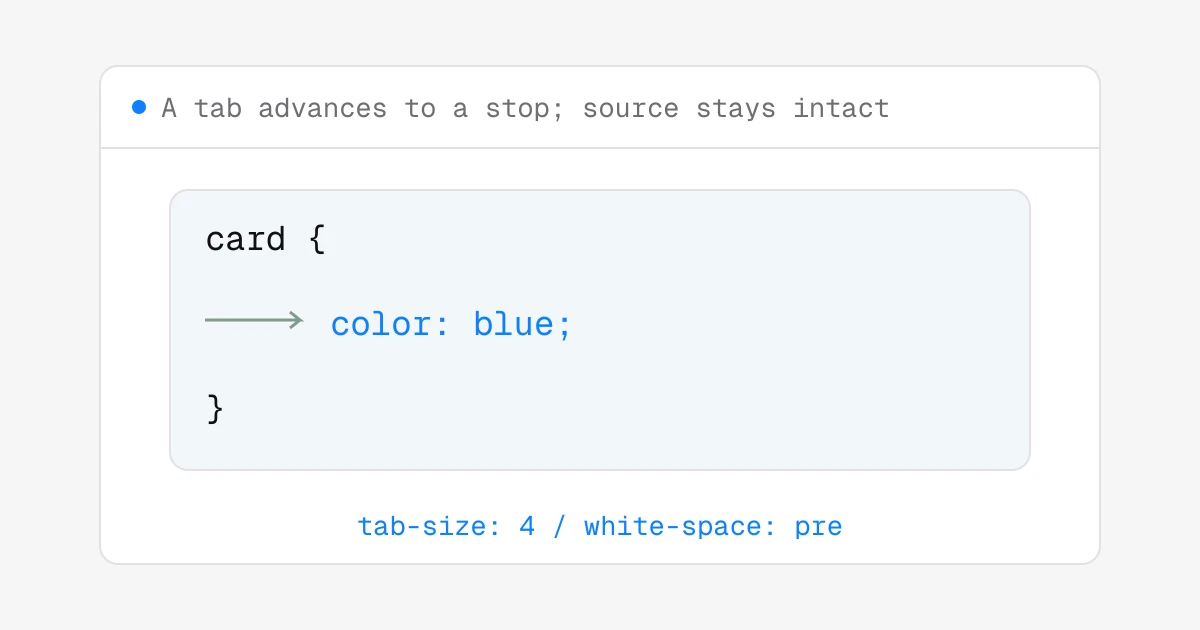 A tab advances to a stop; source stays intact
card {
color: blue;
}
tab-size: 4 / white-space: pre